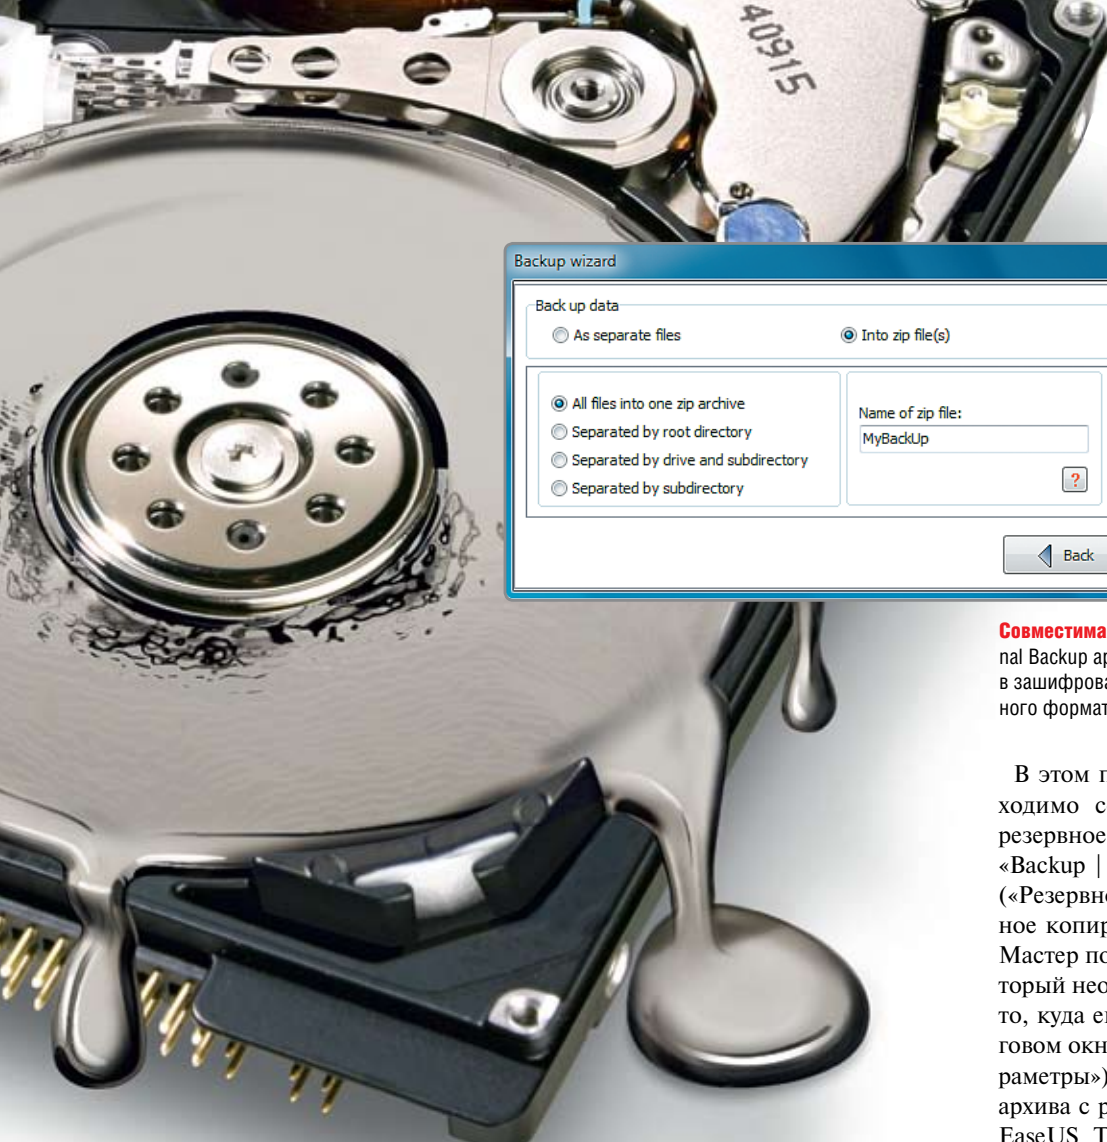 40915
Backup wizard
Back up data
As separate files
Into zip file(s)
All files into one zip archive
Separated by root directory
Separated by drive and subdirectory
Separated by subdirectory
Name of zip file:
MyBackUp
?
Back
Совместима
nal Backup ар
в зашифрова
ного формат
В этом п
ходимо с
резервное
«Backup |
(«Резервно
ное копир
Мастер по
торый нео
то, куда е
говом окн
раметры»)
архива с р
EaseUS T